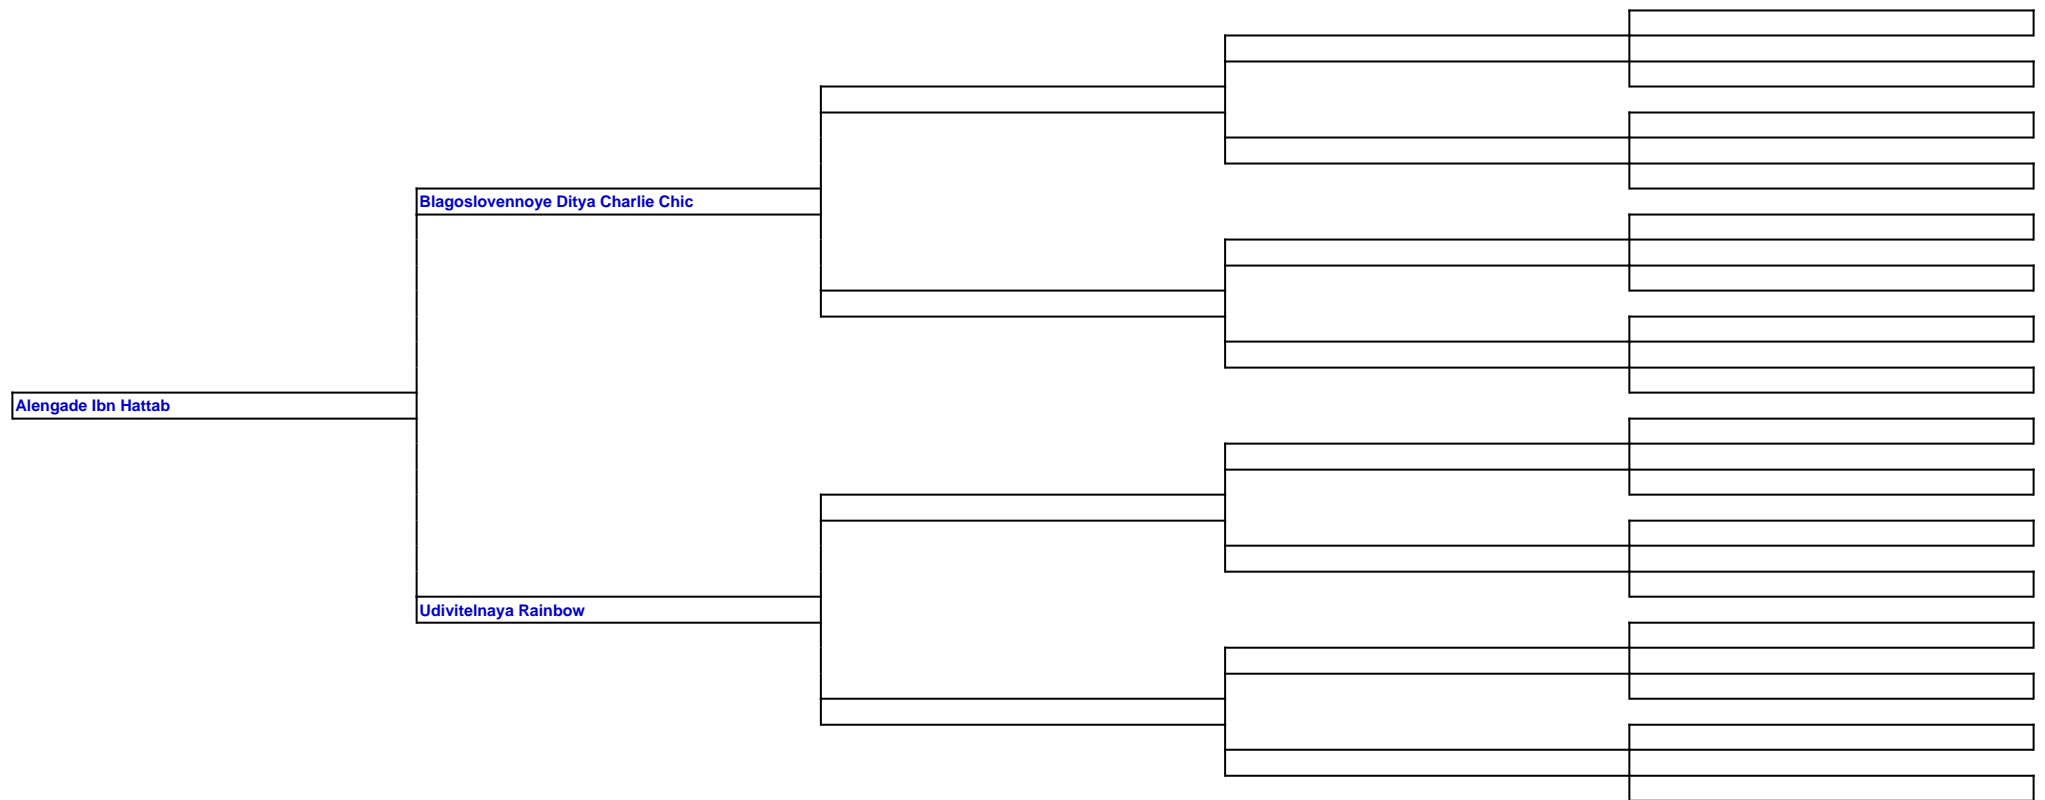 Blagoslovennoye Ditya Charlie Chic
Alengade Ibn Hattab
Udivitelnaya Rainbow